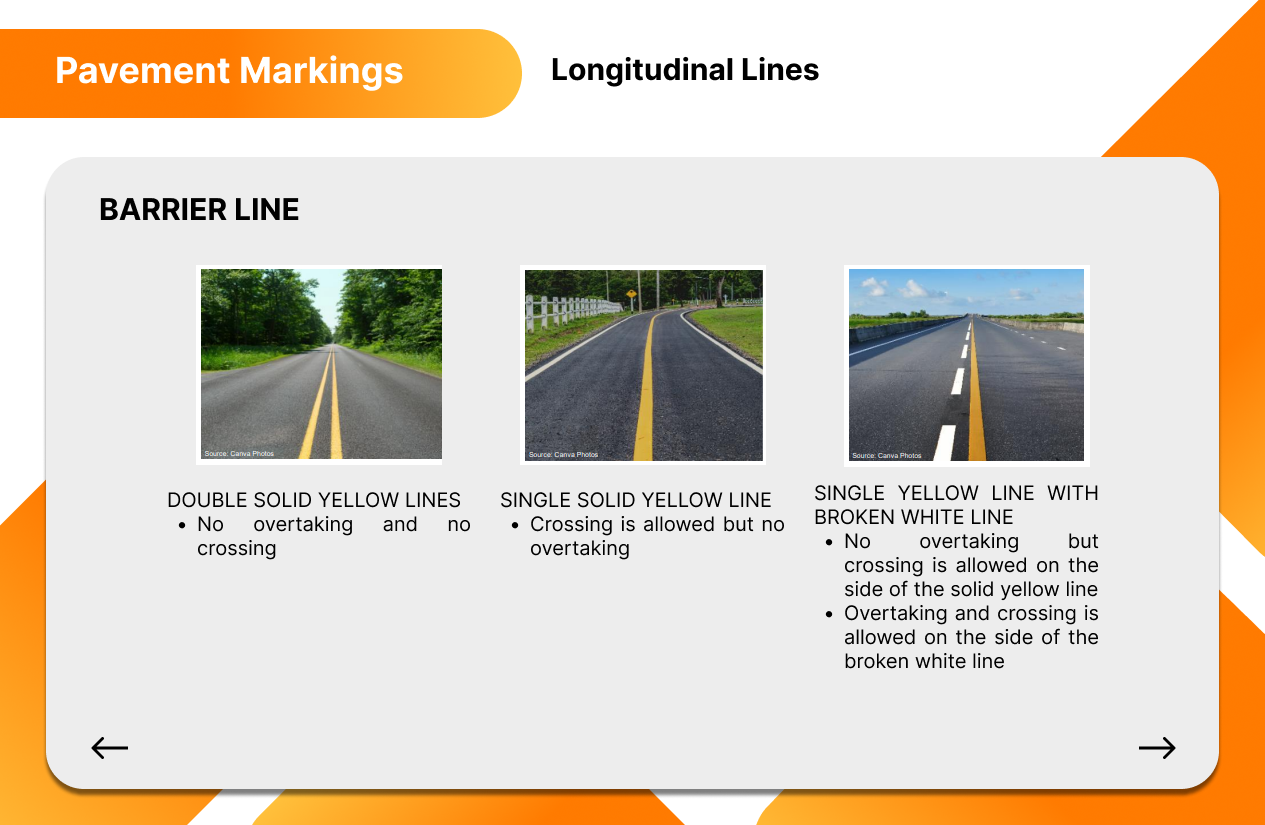 Pavement Markings
Longitudinal Lines
BARRIER LINE
Source: Canva Photos
DOUBLE SOLID YELLOW LINES
• No overtaking and no
crossing
Source: Canva Photos
SINGLE SOLID YELLOW LINE
• Crossing is allowed but no
overtaking
Source: Canva Photos
SINGLE YELLOW LINE WITH
BROKEN WHITE LINE
• No overtaking but
crossing is allowed on the
side of the solid yellow line
• Overtaking and crossing is
allowed on the side of the
broken white line